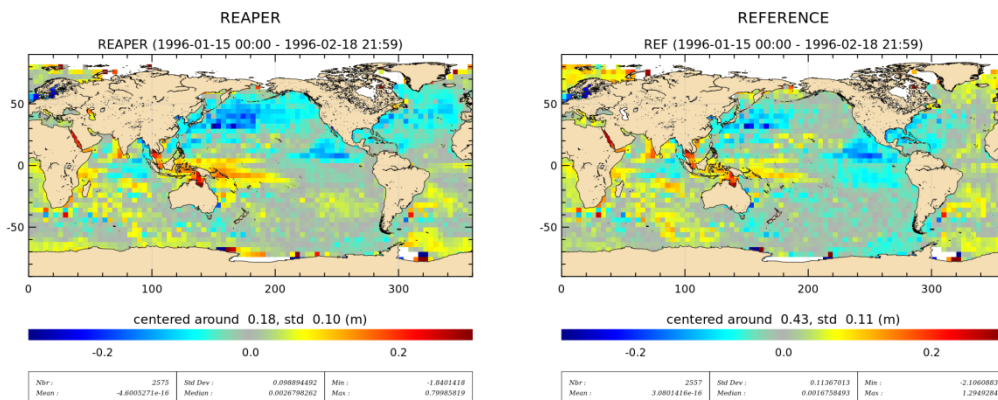 REAPER
REAPER (1996-01-15 00:00 - 1996-02-18 21:59)
50
0
-50
0 100 200 300
centered around 0.18, std 0.10 (m)
-0.2 0.0 0.2
Nbr : 2575 Std Dev : 0.098894492 Min : -1.8401418
Mean : -4.6005271e-16 Median : 0.0026798262 Max : 0.79985819
REFERENCE
REF (1996-01-15 00:00 - 1996-02-18 21:59)
50
0
-50
0 100 200 300
centered around 0.43, std 0.11 (m)
-0.2 0.0 0.2
Nbr : 2557 Std Dev : 0.11367013 Min : -2.1060883
Mean : 3.0801416e-16 Median : 0.0016758493 Max : 1.2949284